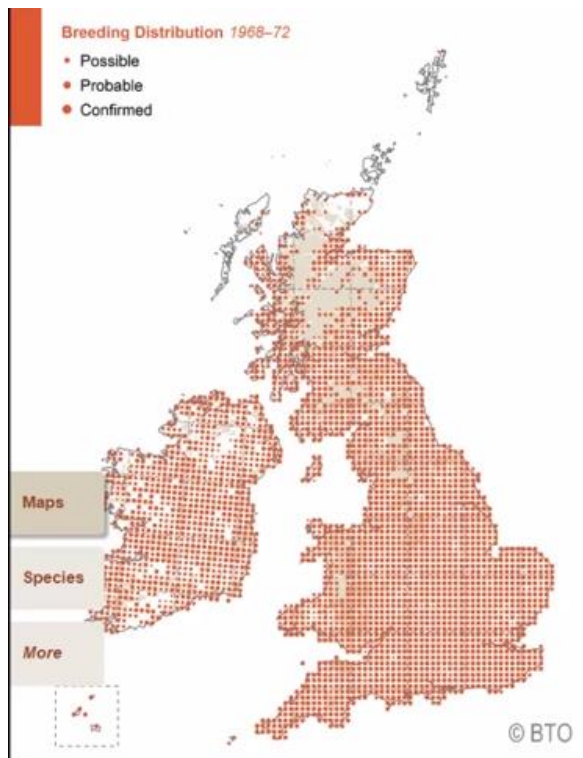 Breeding Distribution 1968–72
Possible
Probable
Confirmed
Maps
Species
More
© BTO